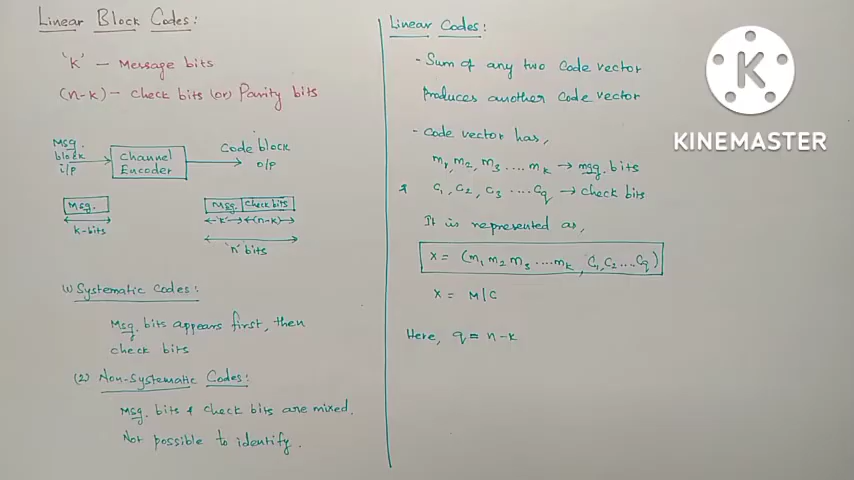 Linear Block Codes:
'k' - Message bits
(n-k) - Check bits (or) Parity bits
Msg. block i/p
Channel Encoder
Code block o/p
Msg.
k-bits
Msg. check bits
'k' (n-k)
'n' bits
1) Systematic Codes:
Msg. bits appears first, then
check bits
(2) Non-Systematic Codes:
Msg. bits & check bits are mixed.
Not possible to identify.
Linear Codes:
- Sum of any two code vector
Produces another code vector
- Code vector has,
m1, m2, m3 .... mk → msg. bits
& C1, C2, C3 .... Cq → check bits
It is represented as,
X = (m1 m2 m3 .... mk, C1, C2 .... Cq)
X = M|C
Here, q = n-k
K
KINEMASTER